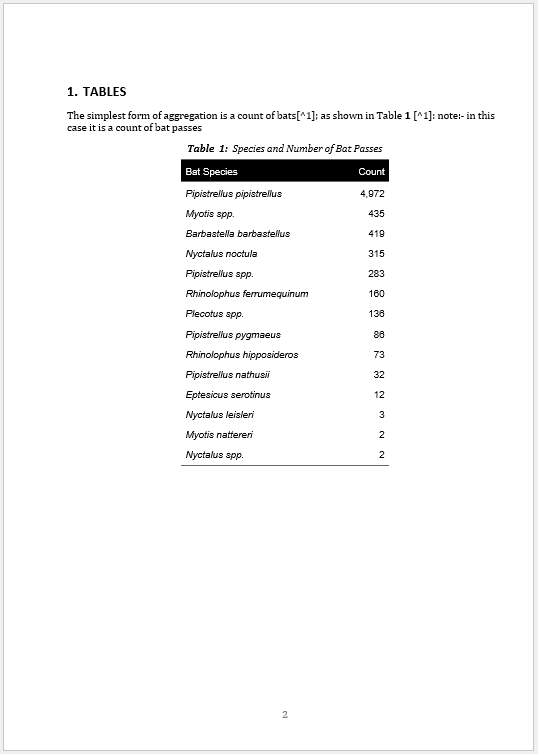 1. TABLES
The simplest form of aggregation is a count of bats[^1]; as shown in Table 1 [^1]: note:- in this
case it is a count of bat passes
Table 1: Species and Number of Bat Passes
Bat Species Count
Pipistrellus pipistrellus 4,972
Myotis spp. 435
Barbastella barbastellus 419
Nyctalus noctula 315
Pipistrellus spp. 283
Rhinolophus ferrumequinum 160
Plecotus spp. 136
Pipistrellus pygmaeus 86
Rhinolophus hipposideros 73
Pipistrellus nathusii 32
Eptesicus serotinus 12
Nyctalus leisleri 3
Myotis nattereri 2
Nyctalus spp. 2
2